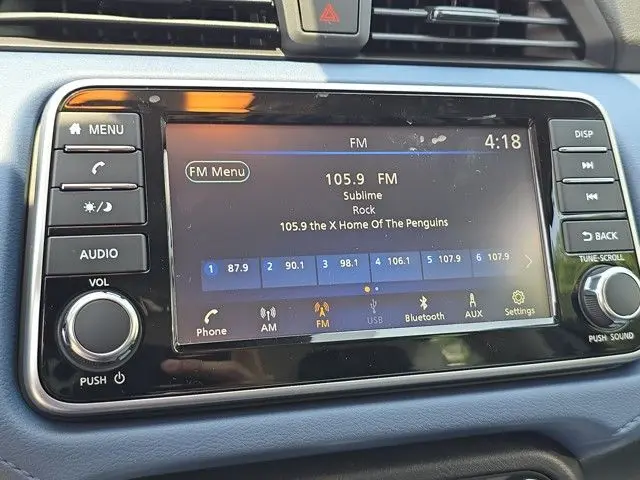 MENU
AUDIO
VOL
PUSH
FM
4:18
FM Menu
105.9 FM
Sublime
Rock
105.9 the X Home Of The Penguins
1 87.9 2 90.1 3 98.1 4 106.1 5 107.9 6 107.9
Phone AM FM USB Bluetooth AUX Settings
DISP
BACK
TUNE-SCROLL
PUSH SOUND